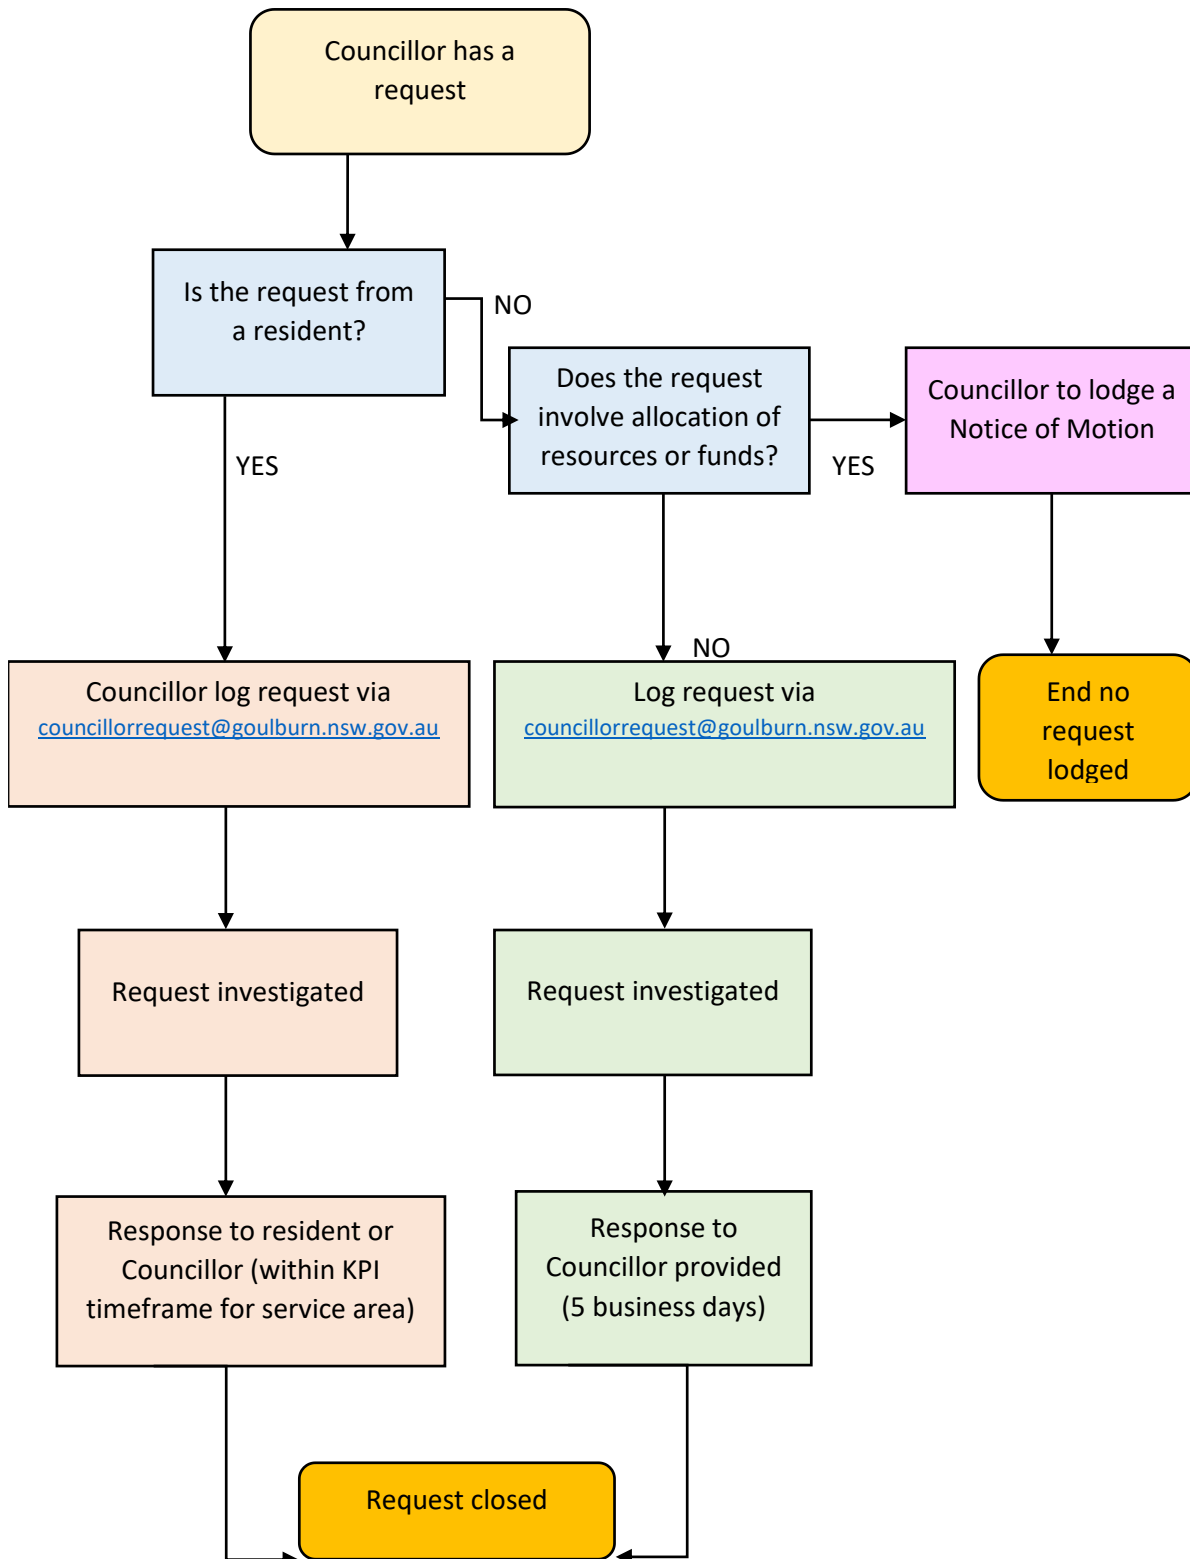 Councillor has a
request
Is the request from
a resident?
NO
Does the request
involve allocation of
resources or funds?
Councillor to lodge a
Notice of Motion
YES
YES
NO
Councillor log request via
councillorrequest@goulburn.nsw.gov.au
Log request via
councillorrequest@goulburn.nsw.gov.au
End no
request
lodged
Request investigated
Request investigated
Response to resident or
Councillor (within KPI
timeframe for service area)
Response to
Councillor provided
(5 business days)
Request closed